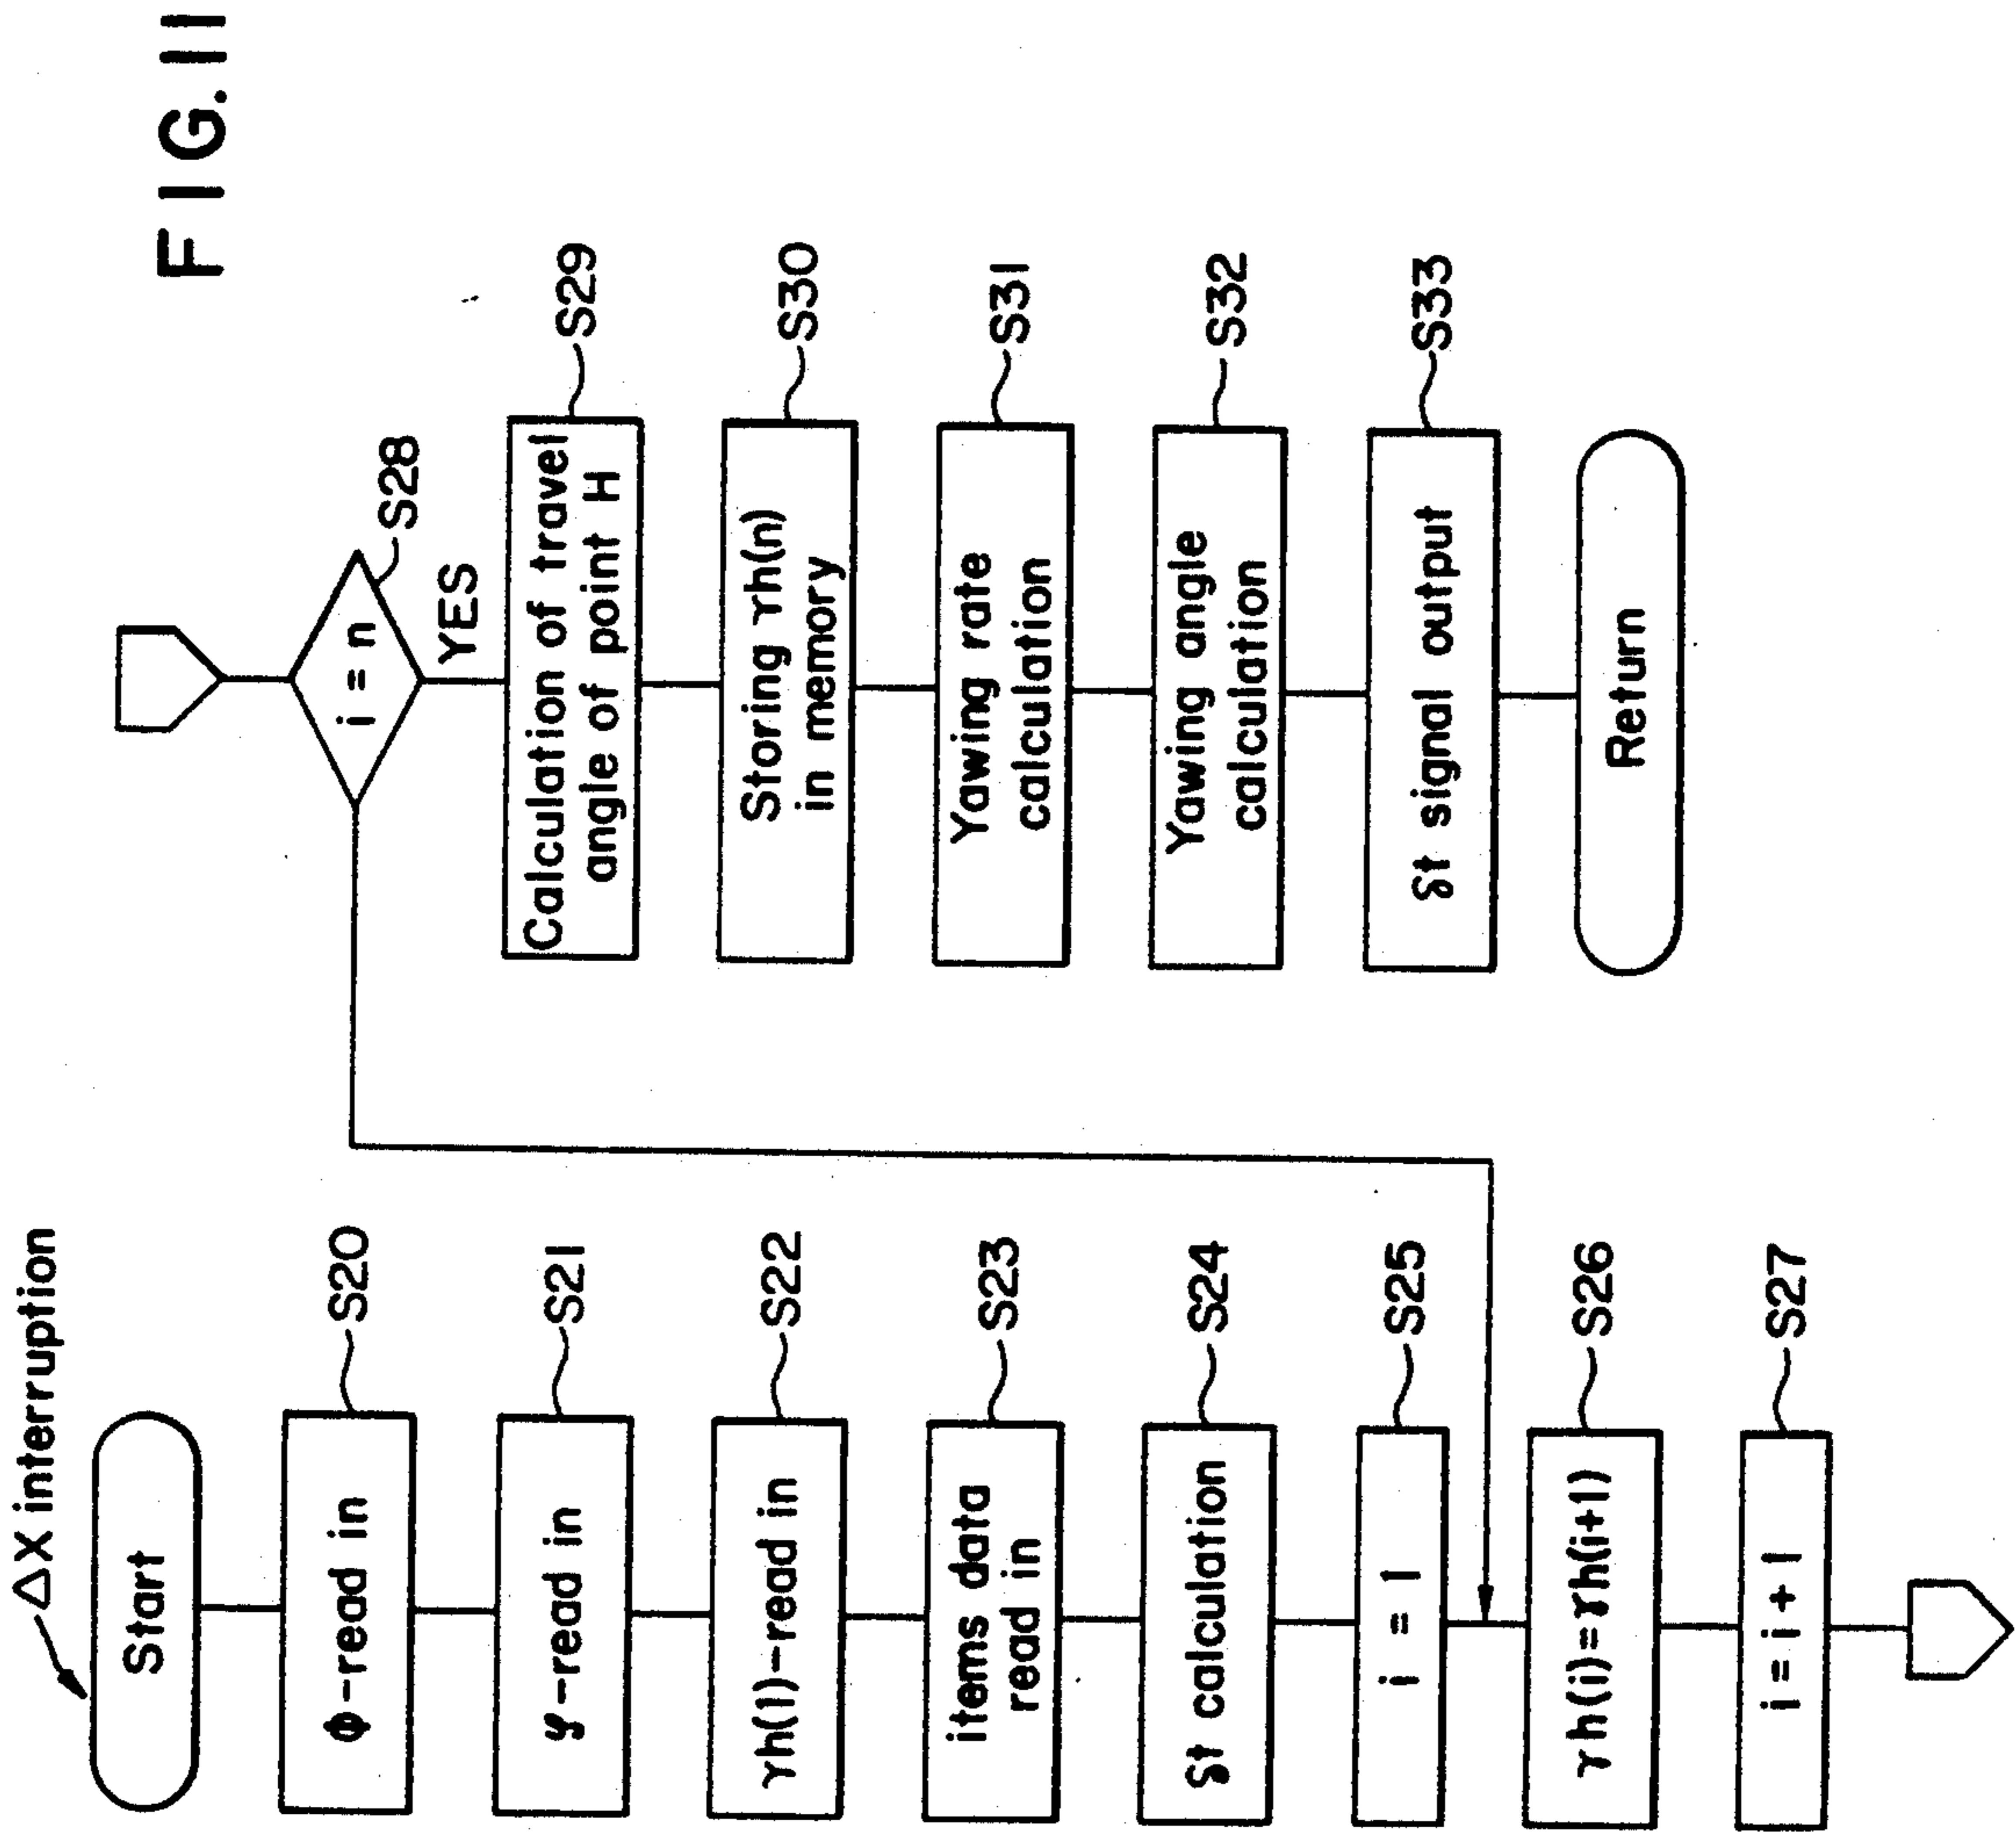 FIG. 11
ΔX interruption
Start
Φ-read in
S20
φ-read in
S21
γh(1)-read in
S22
items data
read in
S23
δt calculation
S24
i = 1
S25
γh(i)=γh(i+1)
S26
i = i + 1
S27
i = n
S28
YES
Calculation of travel
angle of point H
S29
Storing γh(n)
in memory
S30
Yawing rate
calculation
S31
Yawing angle
calculation
S32
δt signal output
S33
Return